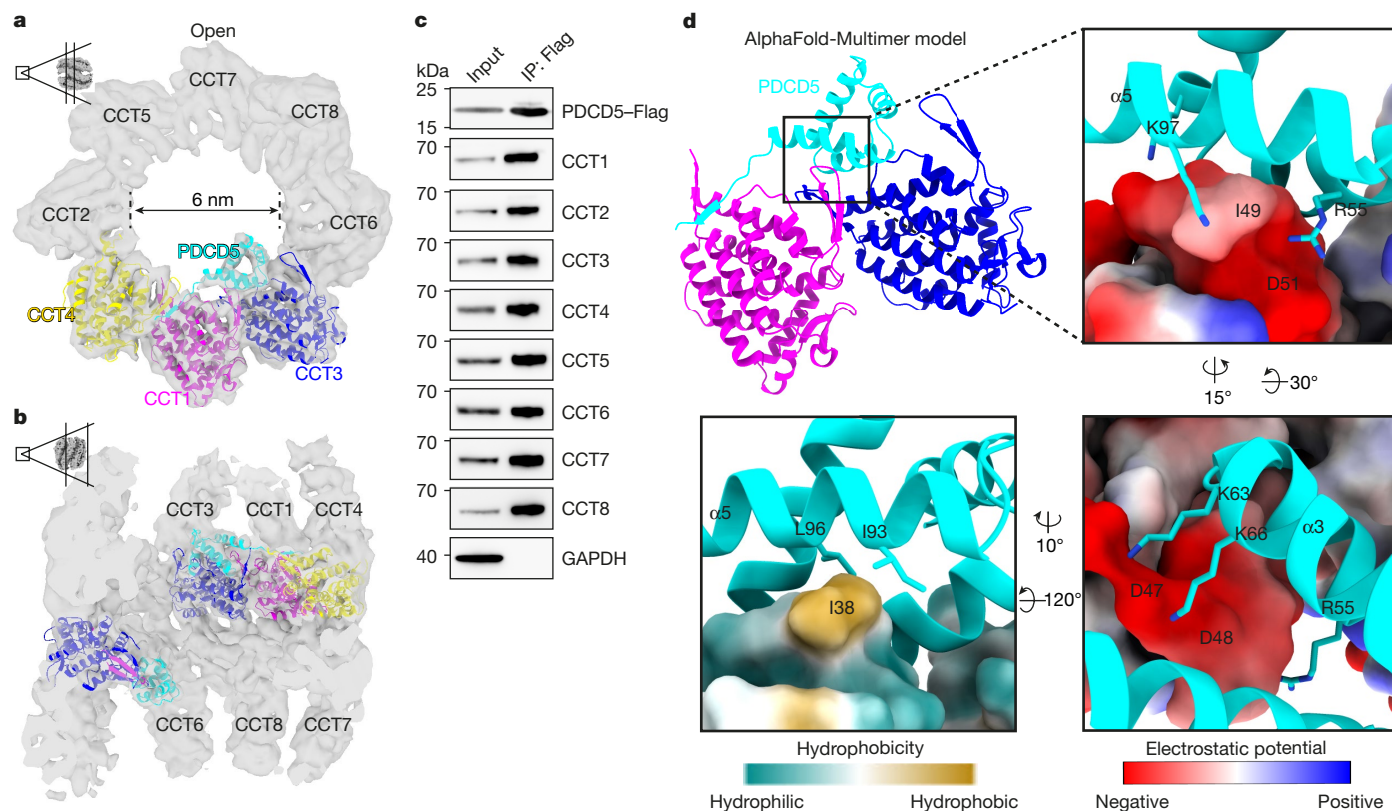 a
Open
CCT7
CCT5
CCT8
6 nm
CCT2
CCT6
PDCD5
CCT4
CCT3
CCT1
b
CCT3
CCT1
CCT4
CCT6
CCT8
CCT7
c
kDa
Input
IP: Flag
25
15
PDCD5–Flag
70
CCT1
70
CCT2
70
CCT3
70
CCT4
70
CCT5
70
CCT6
70
CCT7
70
CCT8
40
GAPDH
d
AlphaFold-Multimer model
PDCD5
α5
K97
I49
R55
D51
15°
30°
α5
L96
I93
I38
10°
120°
K63
K66
α3
D47
R55
D48
Hydrophobicity
Hydrophilic
Hydrophobic
Electrostatic potential
Negative
Positive